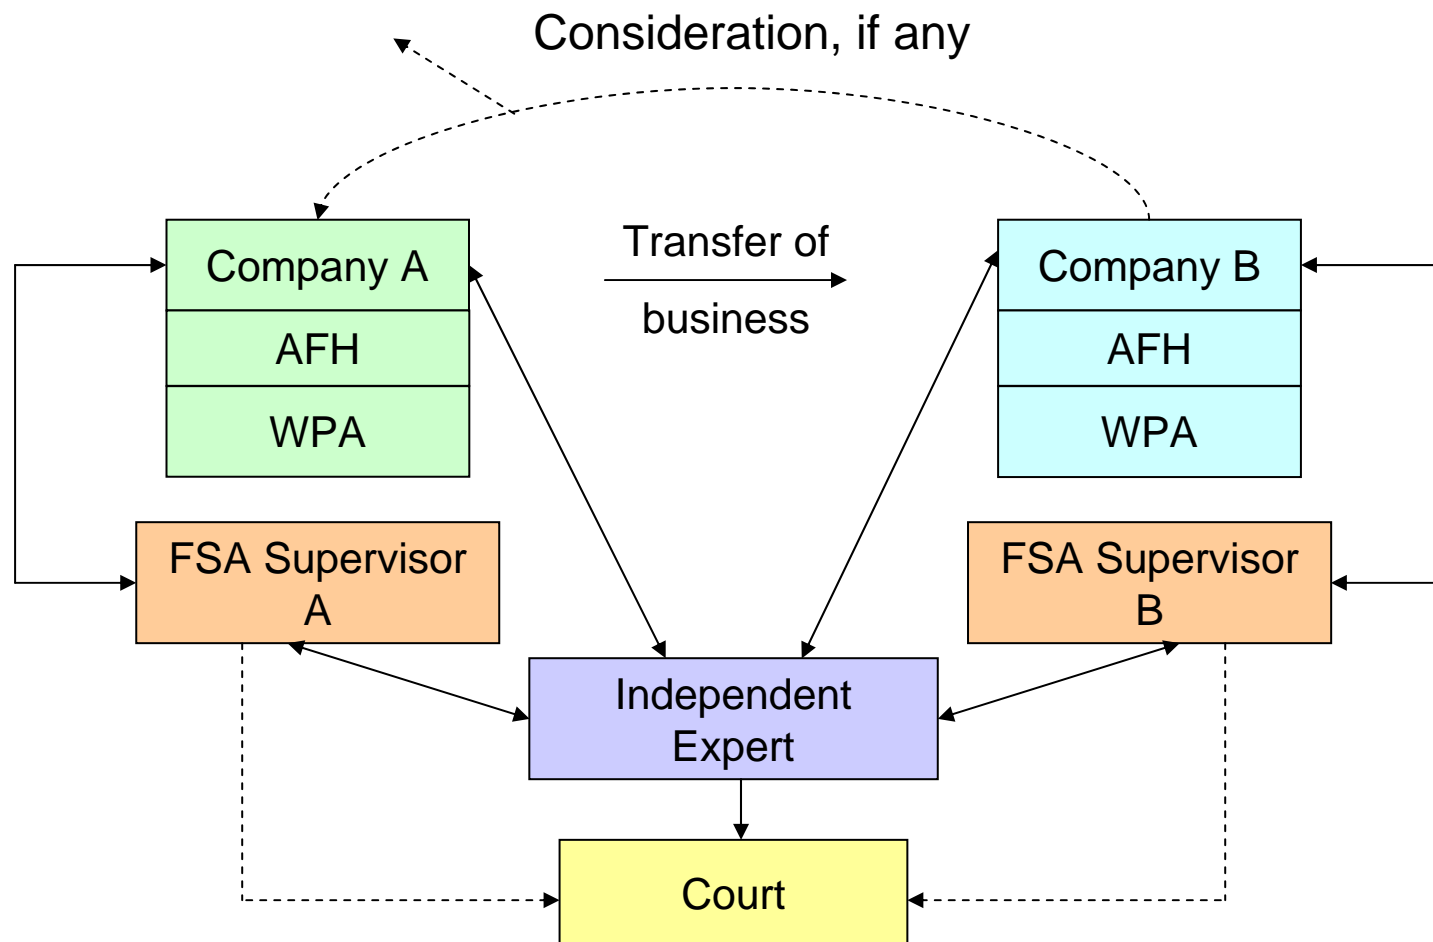 Consideration, if any
Company A
AFH
WPA
Transfer of
business
Company B
AFH
WPA
FSA Supervisor
A
FSA Supervisor
B
Independent
Expert
Court